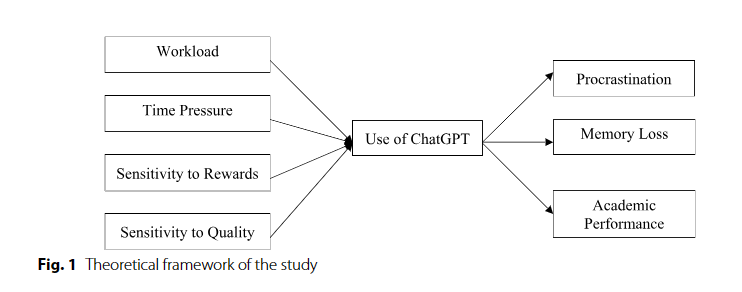 Workload
Time Pressure
Sensitivity to Rewards
Sensitivity to Quality
Use of ChatGPT
Procrastination
Memory Loss
Academic
Performance
Fig. 1 Theoretical framework of the study